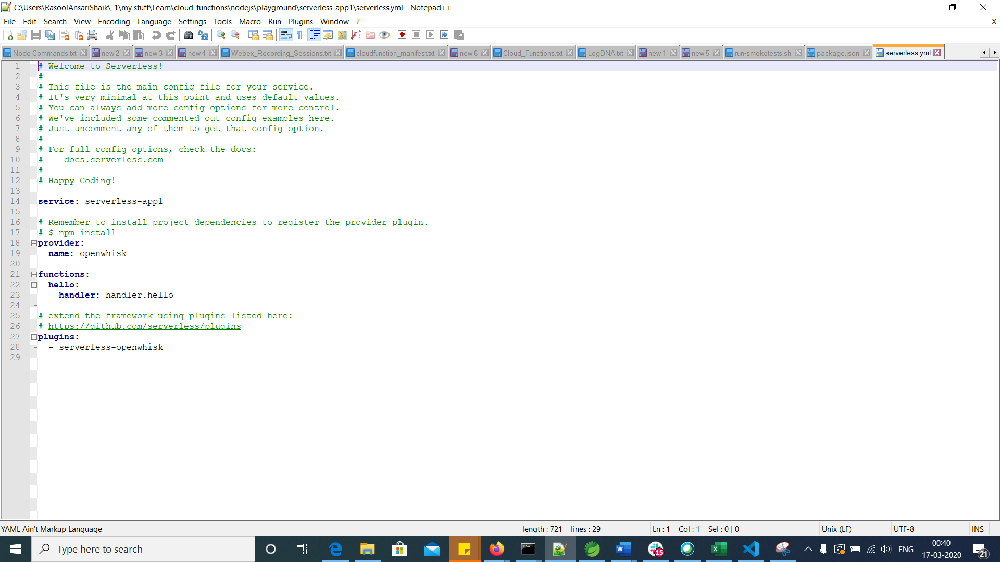 C:\Users\RasoolAnsariShaik\_1\my stuff\Learn\cloud_functions\nodejs\playground\serverless-app1\serverless.yml - Notepad++
File Edit Search View Encoding Language Settings Tools Macro Run Plugins Window ? X
Node Commands.txt new 2 new 3 new 4 Webex_Recording_Sessions.txt cloudfunction_manifest.txt new 6 Cloud_Functions.txt LogDNA.txt new 1 new 5 run-smoketests.sh package.json serverless.yml
1 # Welcome to Serverless!
2 #
3 # This file is the main config file for your service.
4 # It's very minimal at this point and uses default values.
5 # You can always add more config options for more control.
6 # We've included some commented out config examples here.
7 # Just uncomment any of them to get that config option.
8 #
9 # For full config options, check the docs:
10 #    docs.serverless.com
11 #
12 # Happy Coding!
13
14 service: serverless-app1
15
16 # Remember to install project dependencies to register the provider plugin.
17 # $ npm install
18 provider:
19   name: openwhisk
20
21 functions:
22   hello:
23     handler: handler.hello
24
25 # extend the framework using plugins listed here:
26 # https://github.com/serverless/plugins
27 plugins:
28   - serverless-openwhisk
29
YAML Ain't Markup Language length : 721 lines : 29 Ln : 1 Col : 1 Sel : 0 | 0 Unix (LF) UTF-8 INS
Type here to search 15 ENG 00:40
17-03-2020 21